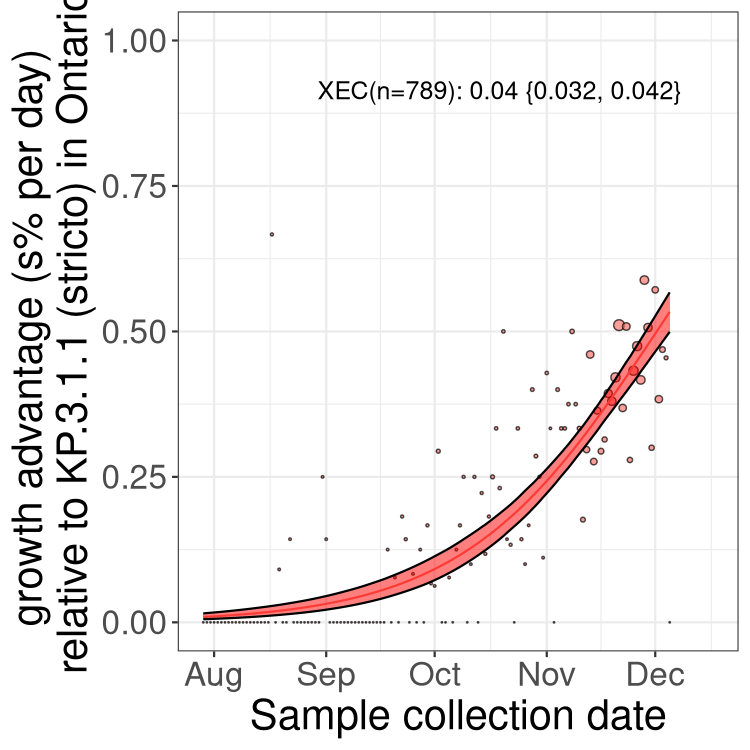 growth advantage (s% per day)
relative to KP.3.1.1 (stricto) in Ontario
1.00
0.75
0.50
0.25
0.00
XEC(n=789): 0.04 {0.032, 0.042}
Aug Sep Oct Nov Dec
Sample collection date